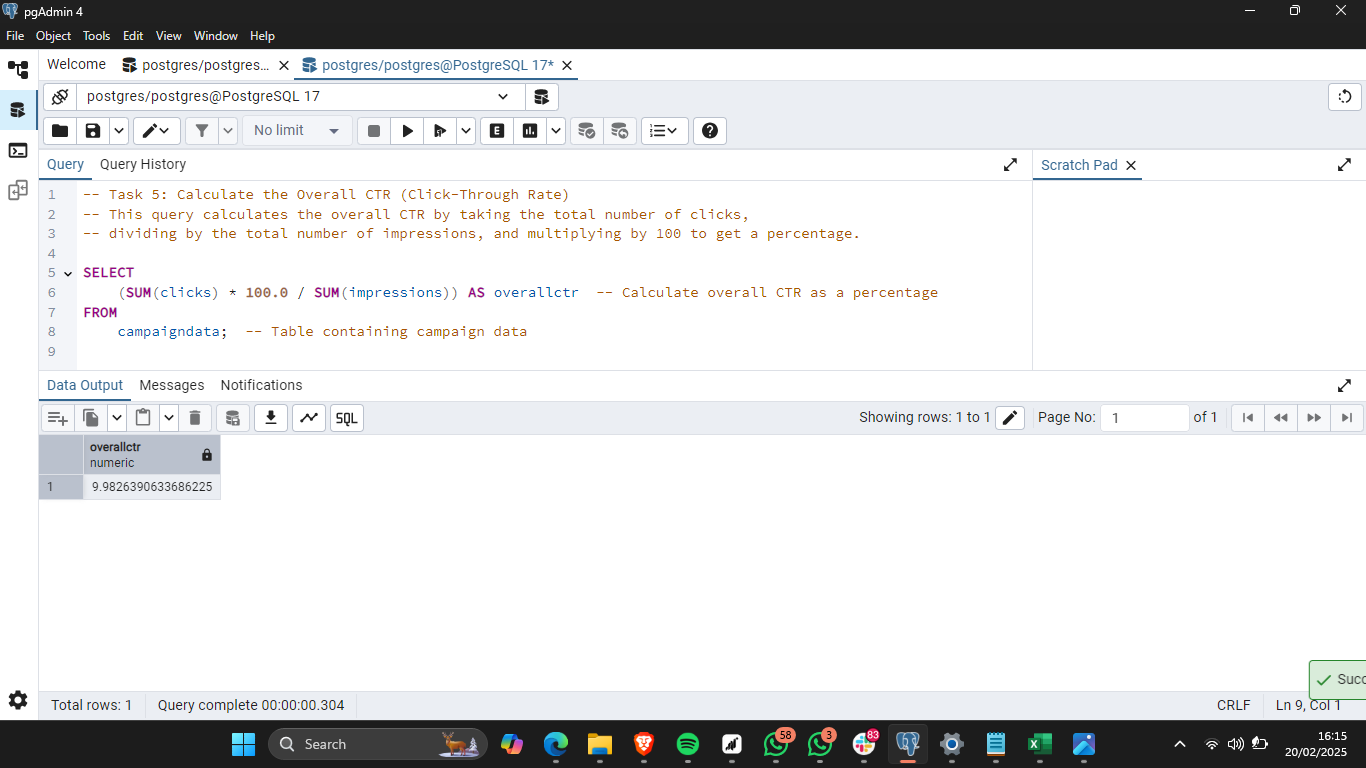 pgAdmin 4
File Object Tools Edit View Window Help
Welcome postgres/postgres... postgres/postgres@PostgreSQL 17*
postgres/postgres@PostgreSQL 17
No limit
E
Query Query History
Scratch Pad
1 -- Task 5: Calculate the Overall CTR (Click-Through Rate)
2 -- This query calculates the overall CTR by taking the total number of clicks,
3 -- dividing by the total number of impressions, and multiplying by 100 to get a percentage.
4
5 SELECT
6 (SUM(clicks) * 100.0 / SUM(impressions)) AS overallctr -- Calculate overall CTR as a percentage
7 FROM
8 campaigndata; -- Table containing campaign data
9
Data Output Messages Notifications
SQL Showing rows: 1 to 1 Page No: 1 of 1
overallctr
numeric
1 9.9826390633686225
Succ
Total rows: 1 Query complete 00:00:00.304 CRLF Ln 9, Col 1
Search 58 3 83
16:15
20/02/2025